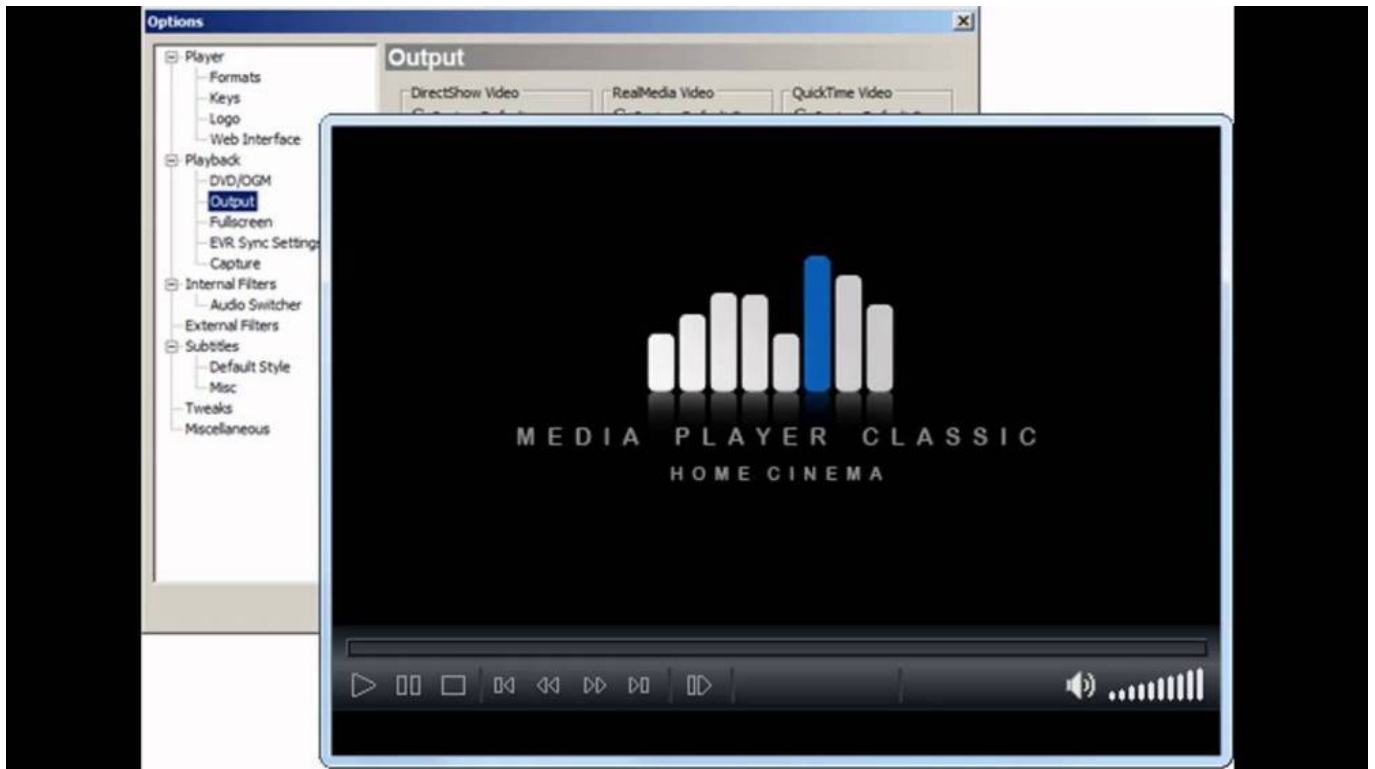 Options
Player
Formats
Keys
Logo
Web Interface
Playback
DVD/OGM
Output
Fullscreen
EVR Sync Settings
Capture
Internal Filters
Audio Switcher
External Filters
Subtitles
Default Style
Misc
Tweaks
Miscellaneous
Output
DirectShow Video
RealMedia Video
QuickTime Video
MEDIA PLAYER CLASSIC
HOME CINEMA